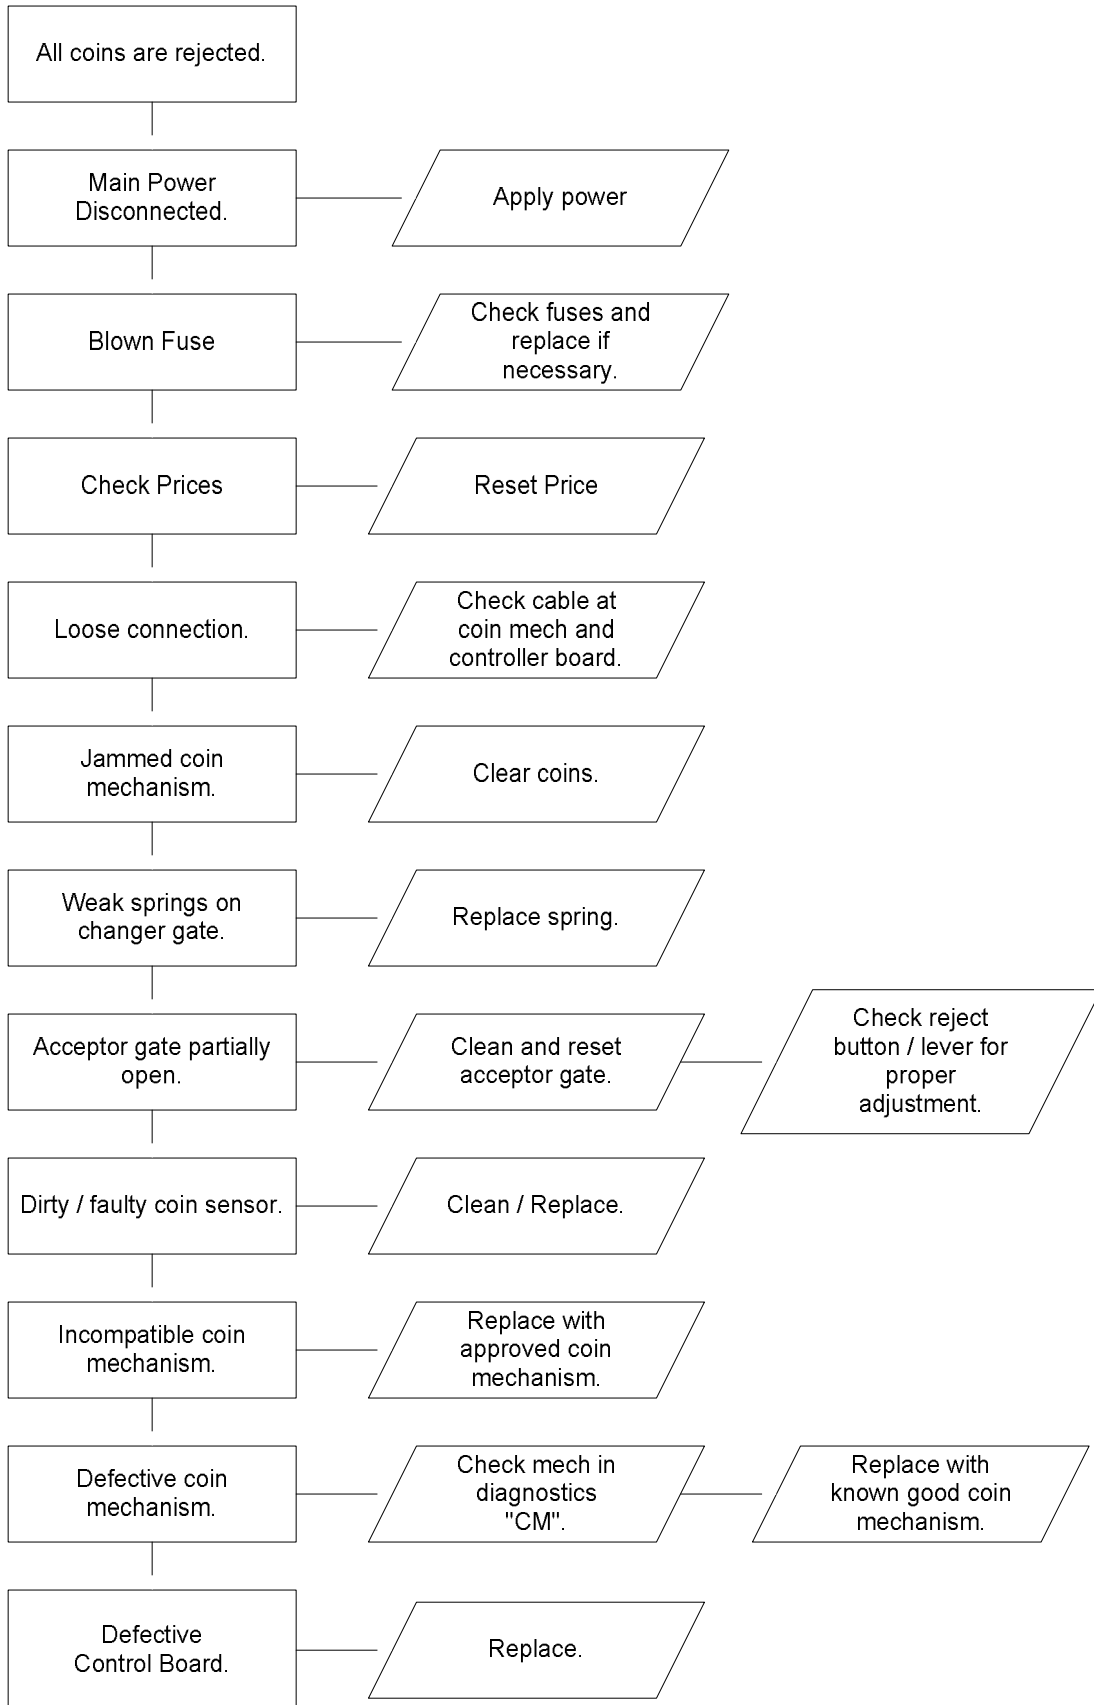 All coins are rejected.
Main Power
Disconnected.
Apply power
Blown Fuse
Check fuses and
replace if
necessary.
Check Prices
Reset Price
Loose connection.
Check cable at
coin mech and
controller board.
Jammed coin
mechanism.
Clear coins.
Weak springs on
changer gate.
Replace spring.
Acceptor gate partially
open.
Clean and reset
acceptor gate.
Check reject
button / lever for
proper
adjustment.
Dirty / faulty coin sensor.
Clean / Replace.
Incompatible coin
mechanism.
Replace with
approved coin
mechanism.
Defective coin
mechanism.
Check mech in
diagnostics
"CM".
Replace with
known good coin
mechanism.
Defective
Control Board.
Replace.